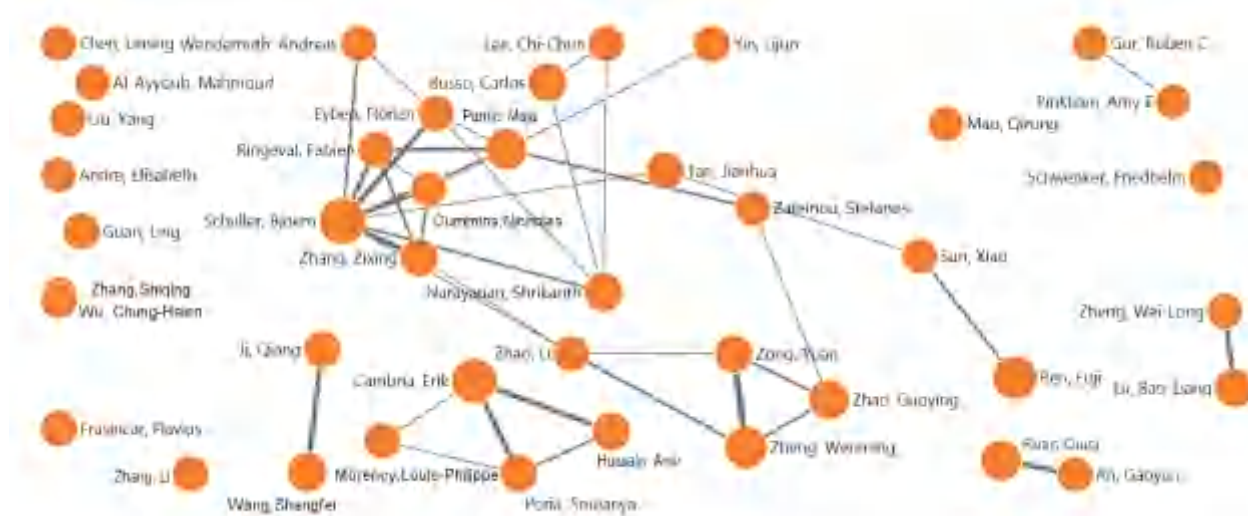 Chen, Liming Wendemuth, Andreas
Lee, Chi-Chun
Yin, Lijun
Gur, Ruben C
Al Ayyoub, Mahmoud
Busso, Carlos
Pinkham, Amy E
Liu, Yang
Eyben, Florian
Pantic, Maja
Mao, Qirong
Ringeval, Fabien
Andre, Elisabeth
Tao, Jianhua
Schwenker, Friedhelm
Schuller, Bjoern
Cummins, Nicholas
Zafeiriou, Stefanos
Guan, Ling
Zhang, Zixing
Sun, Xiao
Zhang, Shiqing
Wu, Chung-Hsien
Narayanan, Shrikanth
Zheng, Wei-Long
Ji, Qiang
Zhao, Li
Zong, Yuan
Cambria, Erik
Ren, Fuji
Lu, Bao-Liang
Zhao, Guoying
Frasincar, Flavius
Hussain, Amir
Zheng, Wenming
Ruan, Qiuqi
Zhang, Li
Morency, Louis-Philippe
An, Gaoyun
Wang, Shangfei
Poria, Soujanya